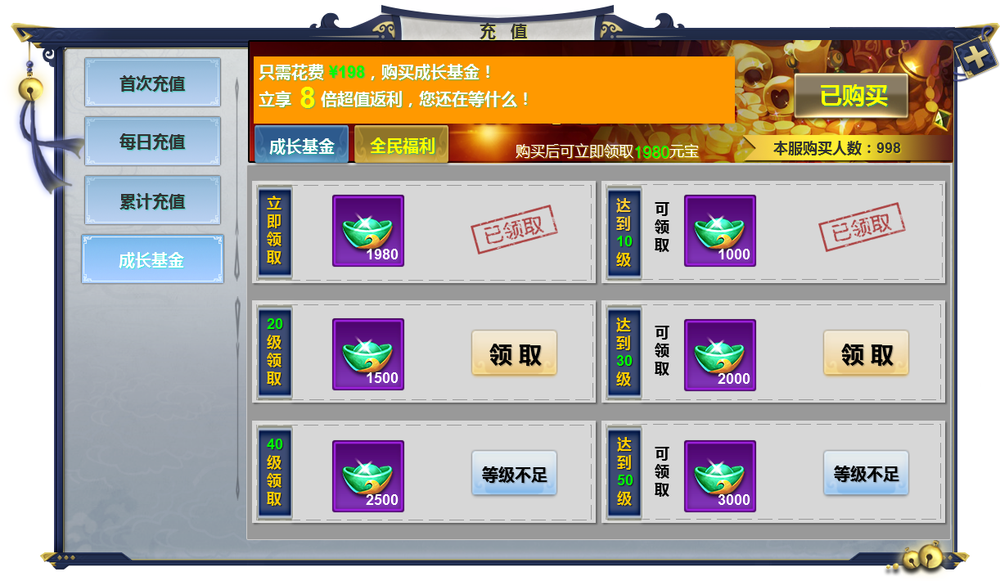 充 值
首次充值
每日充值
累计充值
成长基金
只需花费 ¥198，购买成长基金！
立享 8 倍超值返利，您还在等什么！
已购买
成长基金
全民福利
购买后可立即领取1980元宝
本服购买人数：998
立即领取
1980
已领取
达到10级
可领取
1000
已领取
20级领取
1500
领 取
达到30级
可领取
2000
领 取
40级领取
2500
等级不足
达到50级
可领取
3000
等级不足